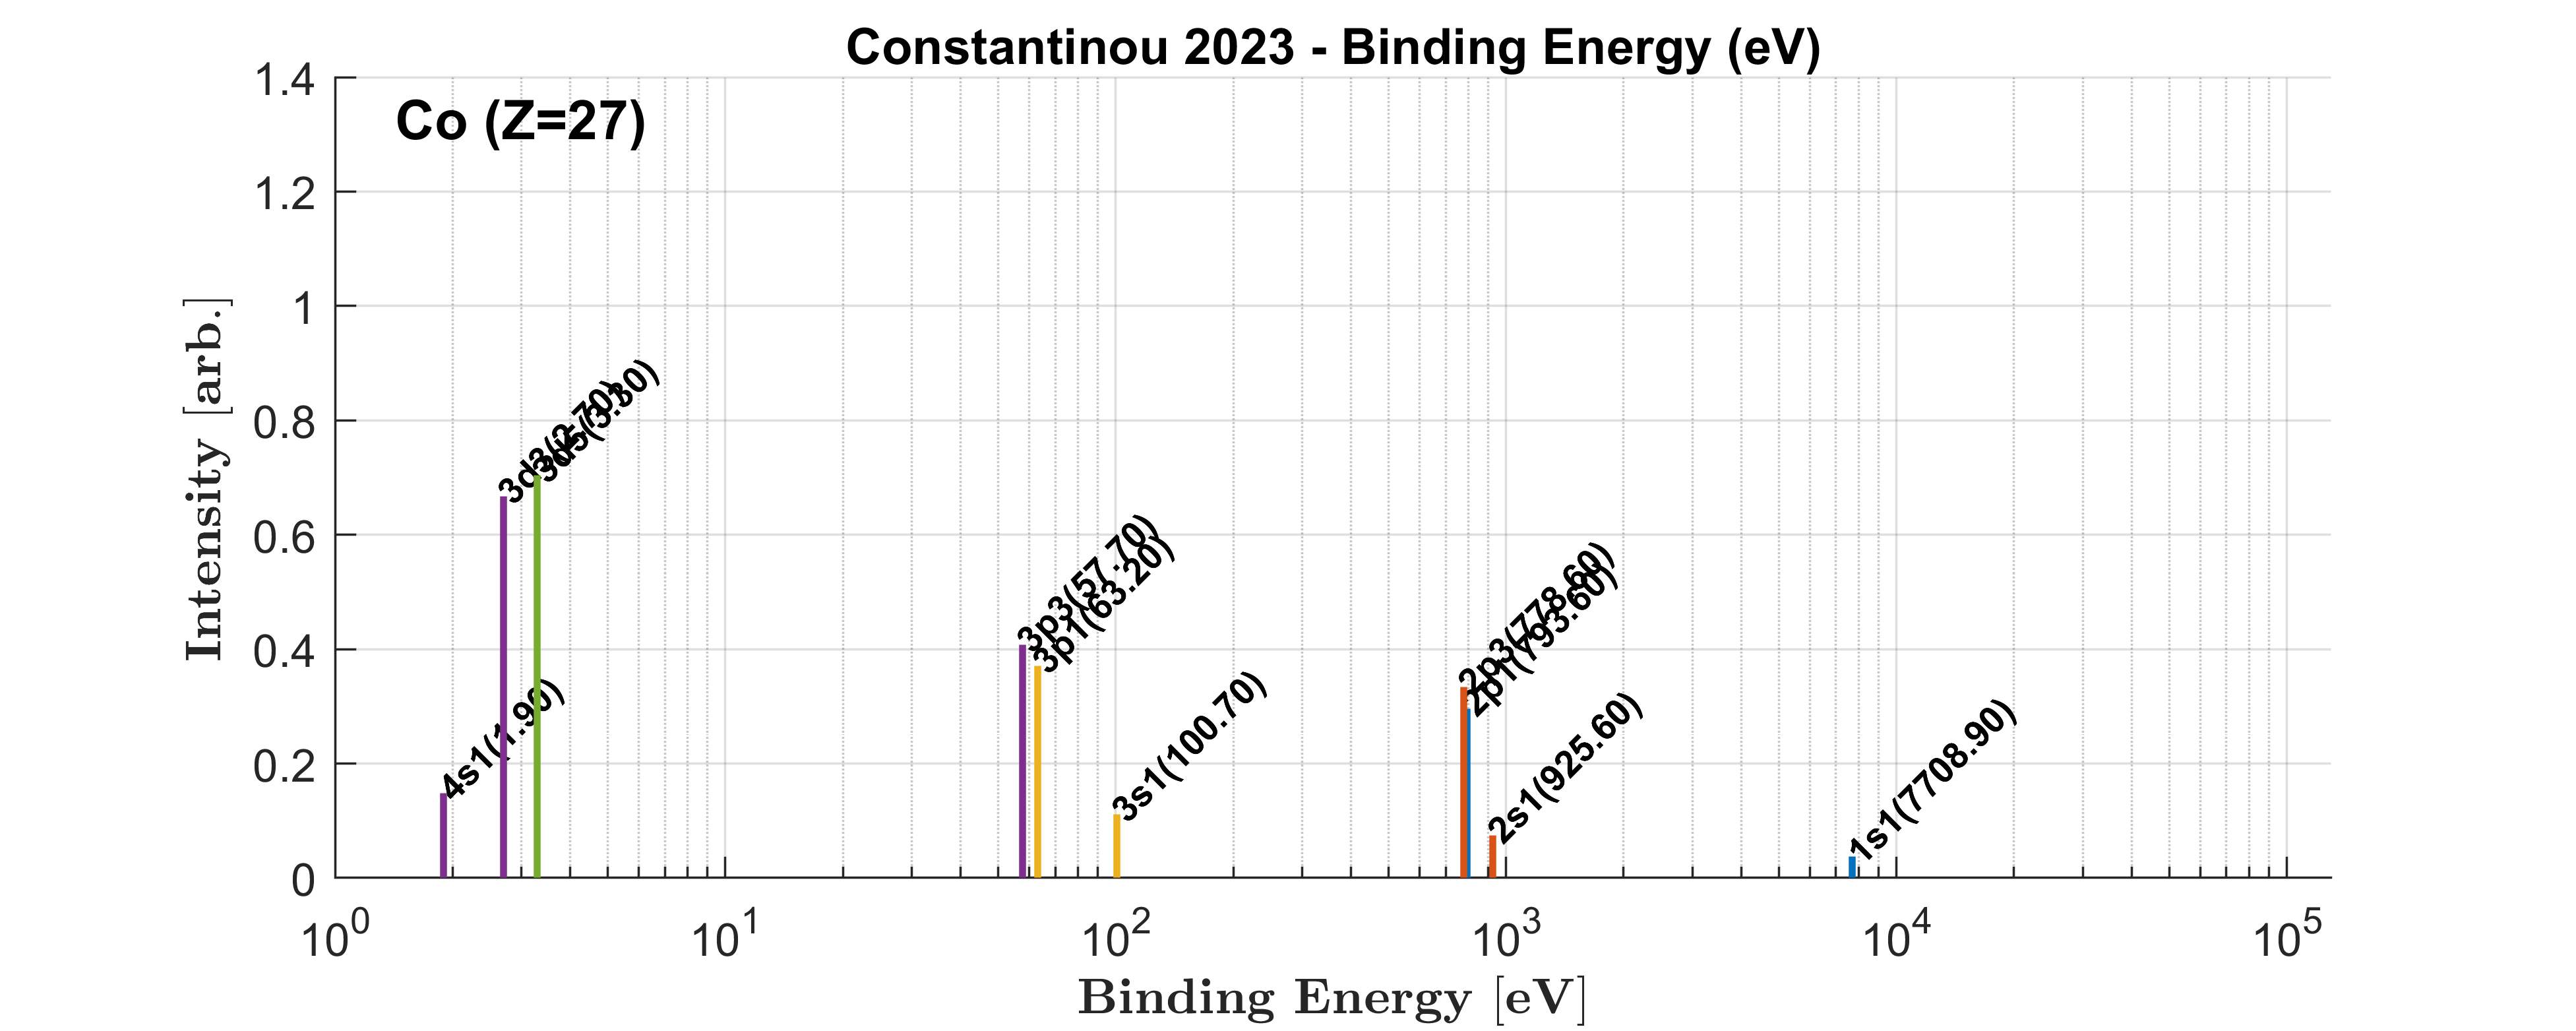 Constantinou 2023 - Binding Energy (eV)
Co (Z=27)
1.4
1.2
1
0.8
0.6
0.4
0.2
0
Intensity [arb.]
4s1(1.90)
3d3(2.70)
3d5(3.30)
3p3(57.70)
3p1(63.20)
3s1(100.70)
2p3(778.60)
2p1(793.60)
2s1(925.60)
1s1(7708.90)
10^0 10^1 10^2 10^3 10^4 10^5
Binding Energy [eV]